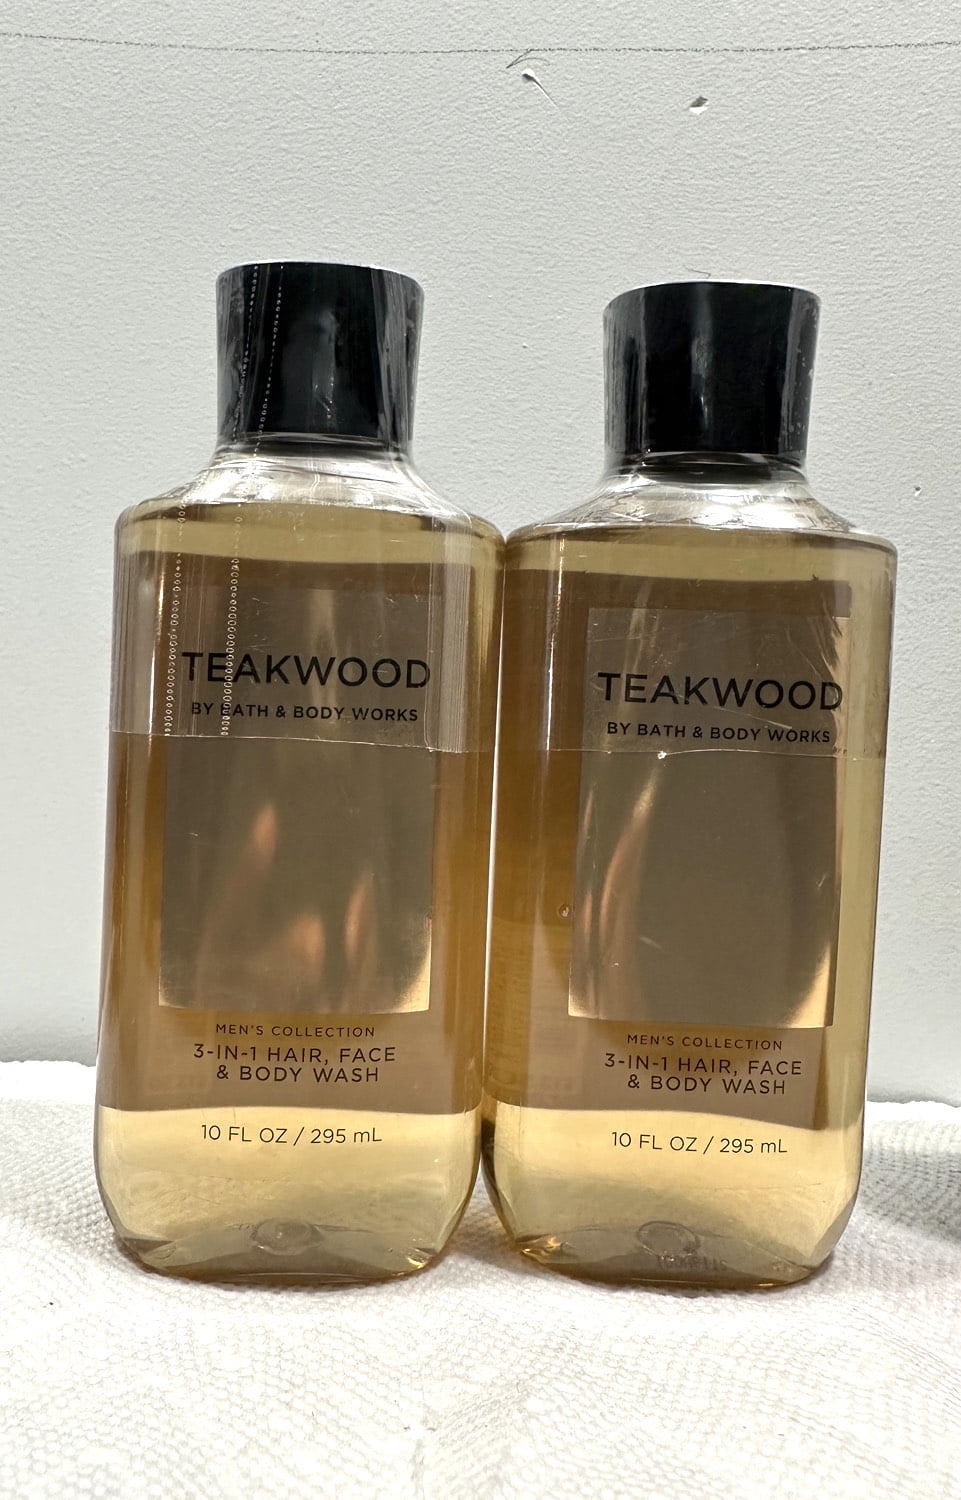 TEAKWOOD
BY BATH & BODY WORKS
MEN'S COLLECTION
3-IN-1 HAIR, FACE
& BODY WASH
10 FL OZ / 295 mL
TEAKWOOD
BY BATH & BODY WORKS
MEN'S COLLECTION
3-IN-1 HAIR, FACE
& BODY WASH
10 FL OZ / 295 mL